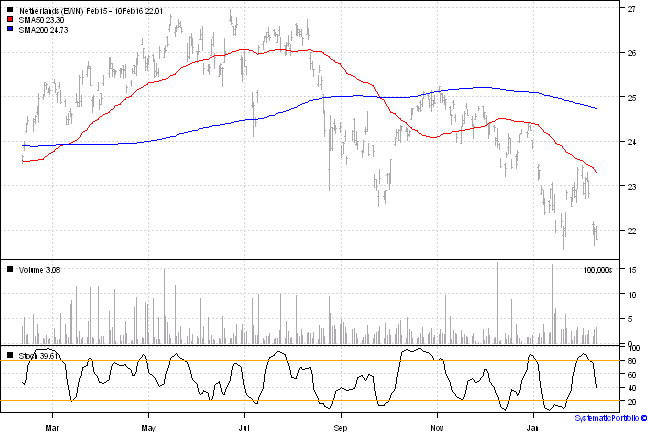 Netherlands (EWN) Feb15 - 10Feb16 22.01
SMA50 23.30
SMA200 24.73
27
26
25
24
23
22
Volume 3.08
100,000s
15
10
5
0
Stoch 39.61
100
80
60
40
20
Mar May Jul Sep Nov Jan
SystematicPortfolio ©